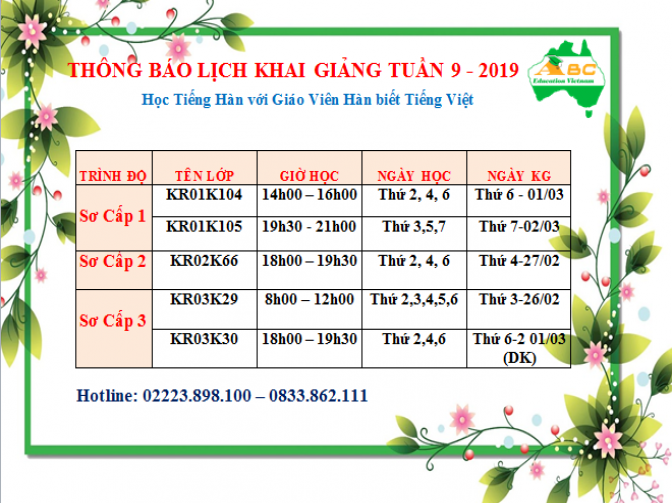 THÔNG BÁO LỊCH KHAI GIẢNG TUẦN 9 - 2019
ABC
Education Vietnam
Học Tiếng Hàn với Giáo Viên Hàn biết Tiếng Việt
TRÌNH ĐỘ TÊN LỚP GIỜ HỌC NGÀY HỌC NGÀY KG
Sơ Cấp 1 KR01K104 14h00 – 16h00 Thứ 2, 4, 6 Thứ 6 - 01/03
KR01K105 19h30 - 21h00 Thứ 3,5,7 Thứ 7-02/03
Sơ Cấp 2 KR02K66 18h00 – 19h30 Thứ 2, 4, 6 Thứ 4-27/02
Sơ Cấp 3 KR03K29 8h00 – 12h00 Thứ 2,3,4,5,6 Thứ 3-26/02
KR03K30 18h00 – 19h30 Thứ 2,4,6 Thứ 6-2 01/03
(DK)
Hotline: 02223.898.100 – 0833.862.111